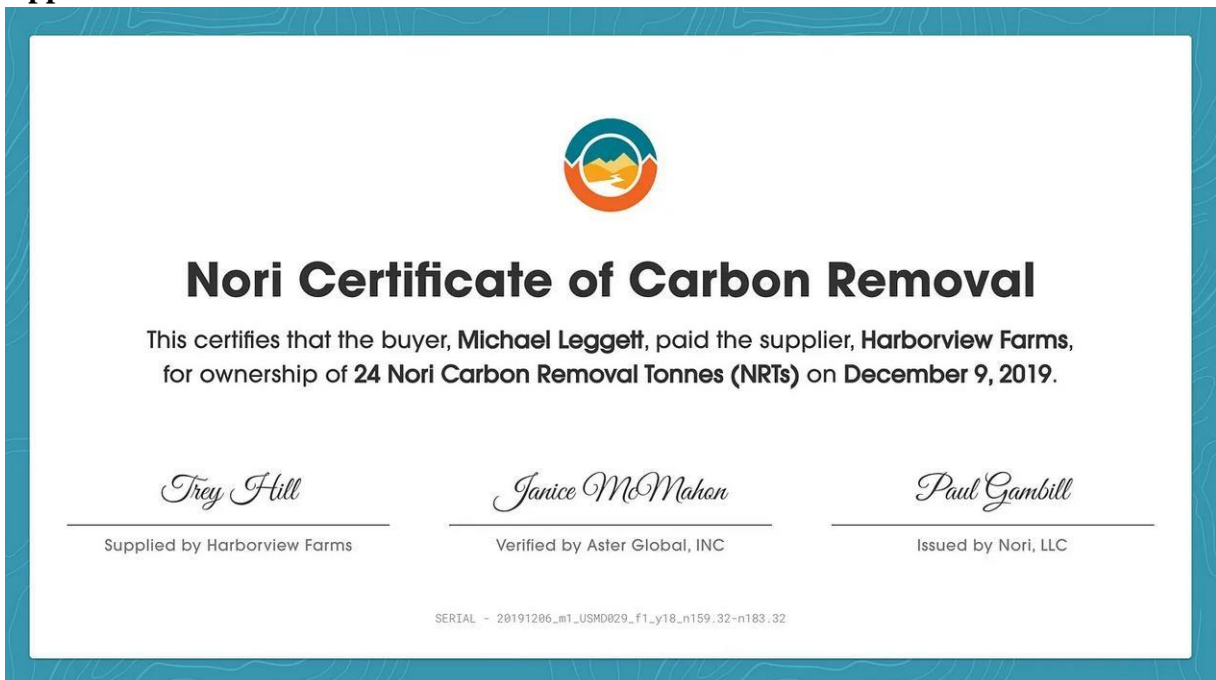 Nori Certificate of Carbon Removal
This certifies that the buyer, Michael Leggett, paid the supplier, Harborview Farms,
for ownership of 24 Nori Carbon Removal Tonnes (NRTs) on December 9, 2019.
Trey Hill
Janice McMahon
Paul Gambill
Supplied by Harborview Farms
Verified by Aster Global, INC
Issued by Nori, LLC
SERIAL - 20191206_m1_USMD029_f1_y18_n159.32-n183.32